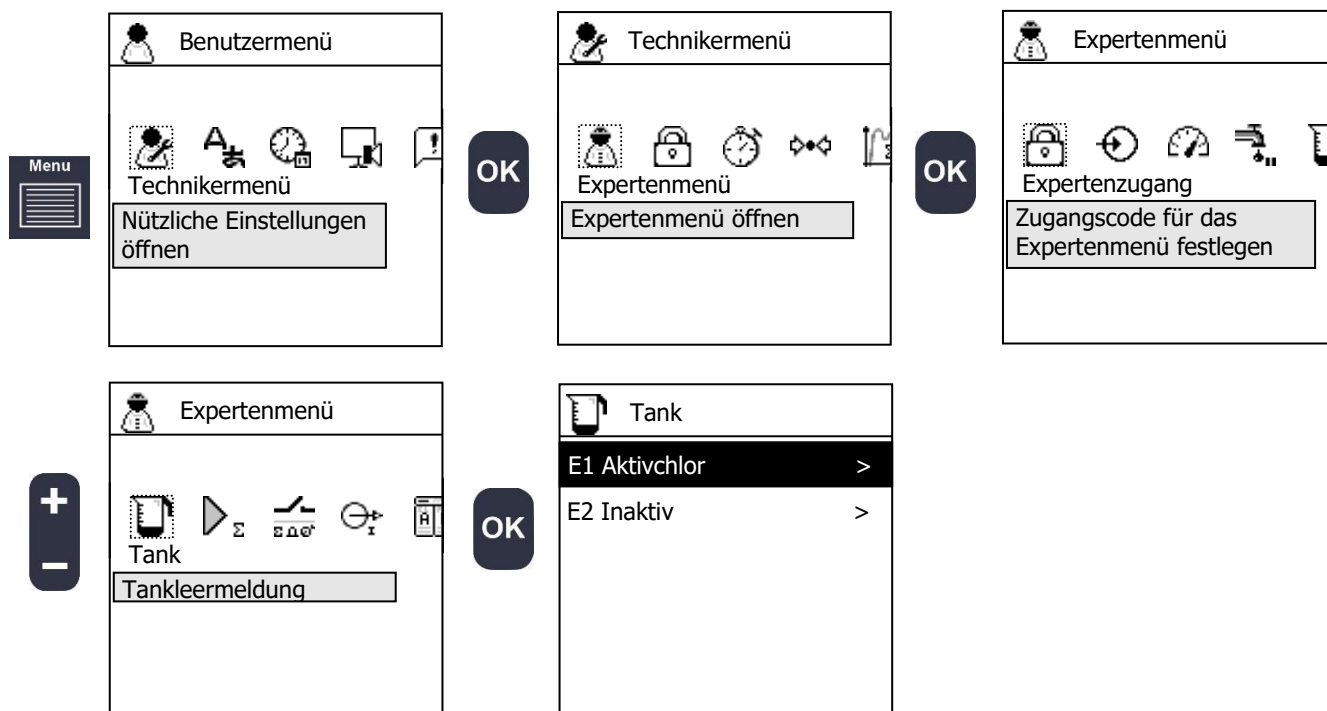 Menu
Benutzermenü
Technikermenü
Nützliche Einstellungen
öffnen
OK
Technikermenü
Expertenmenü
Expertenmenü öffnen
OK
Expertenmenü
Expertenzugang
Zugangscode für das
Expertenmenü festlegen
+
−
Expertenmenü
Tank
Tankleermeldung
OK
Tank
E1 Aktivchlor >
E2 Inaktiv >